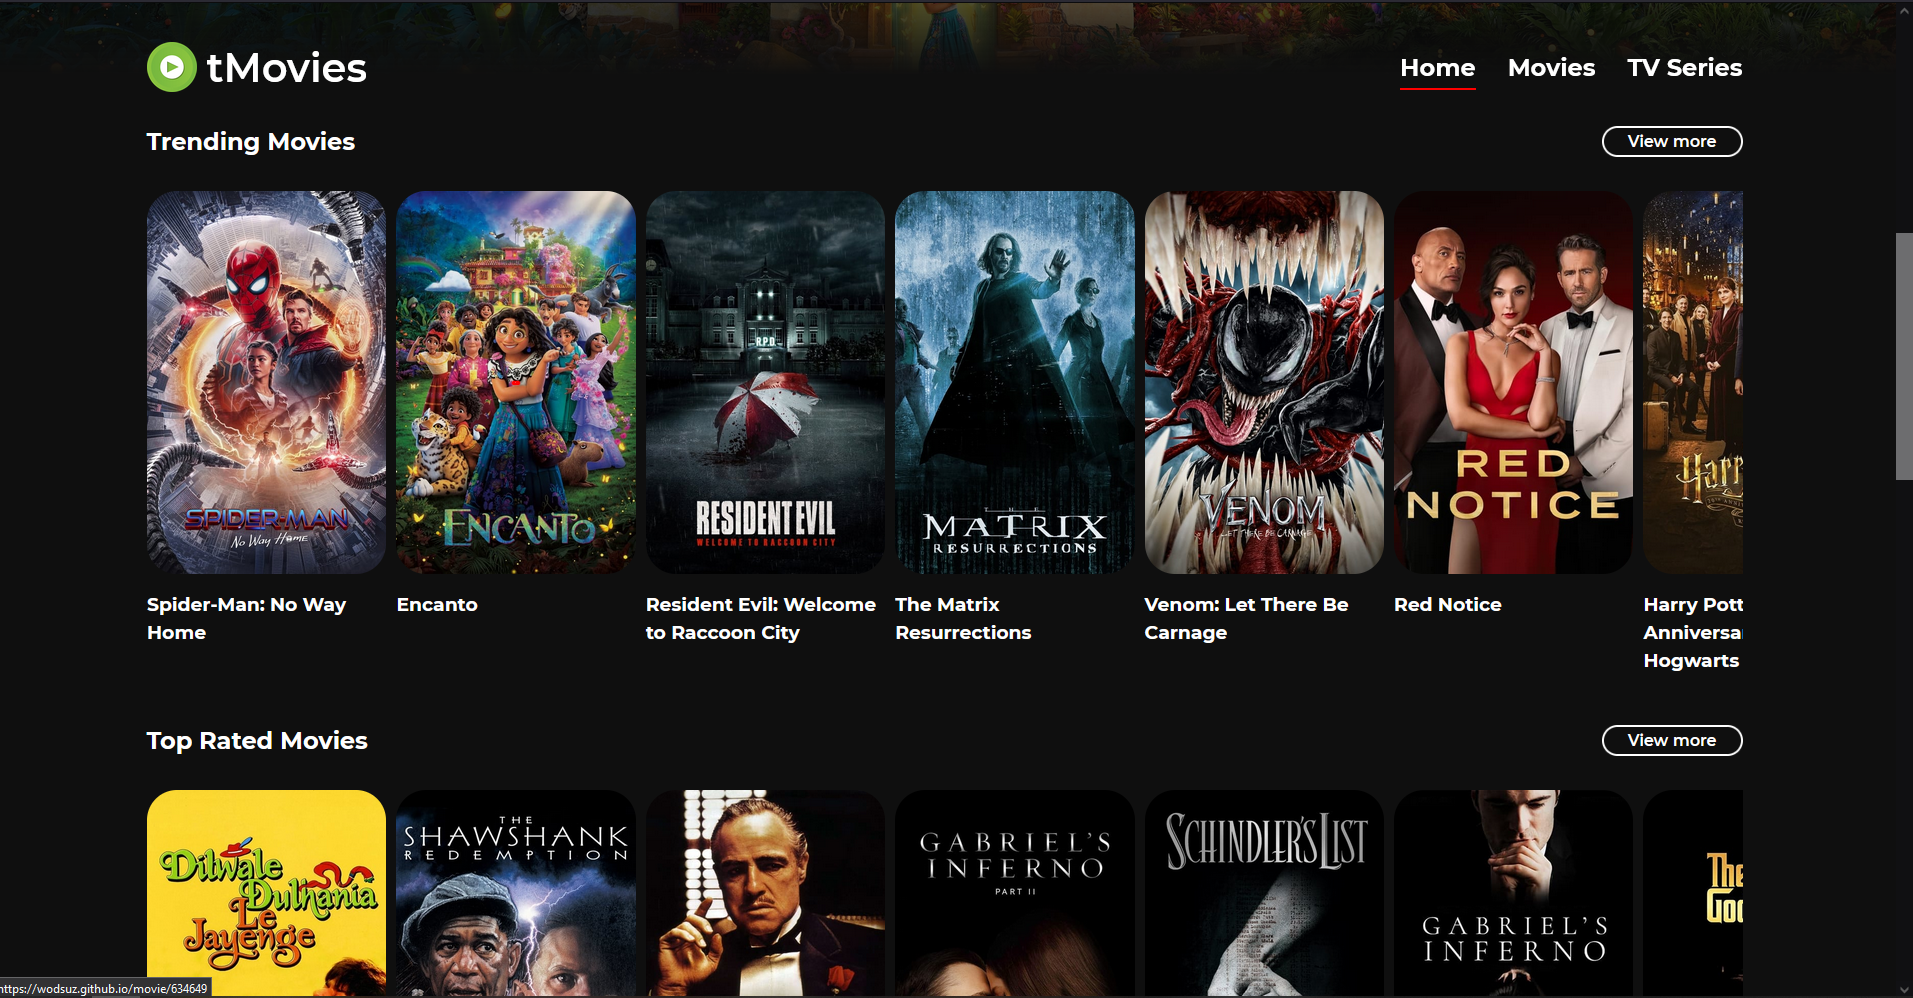 tMovies
Home Movies TV Series
Trending Movies
View more
R.P.D.
SPIDER-MAN
No Way Home
ENCANTO
RESIDENT EVIL
WELCOME TO RACCOON CITY
THE
MATRIX
RESURRECTIONS
VENOM
LET THERE BE CARNAGE
RED
NOTICE
Harr
Spider-Man: No Way
Home
Encanto
Resident Evil: Welcome
to Raccoon City
The Matrix
Resurrections
Venom: Let There Be
Carnage
Red Notice
Harry Pott
Anniversa
Hogwarts
Top Rated Movies
View more
Dilwale
Dulhania
Le
Jayenge
THE
SHAWSHANK
REDEMPTION
GABRIEL'S
INFERNO
PART II
SCHINDLER'S LIST
GABRIEL'S
INFERNO
The
Goo
https://wodsuz.github.io/movie/634649